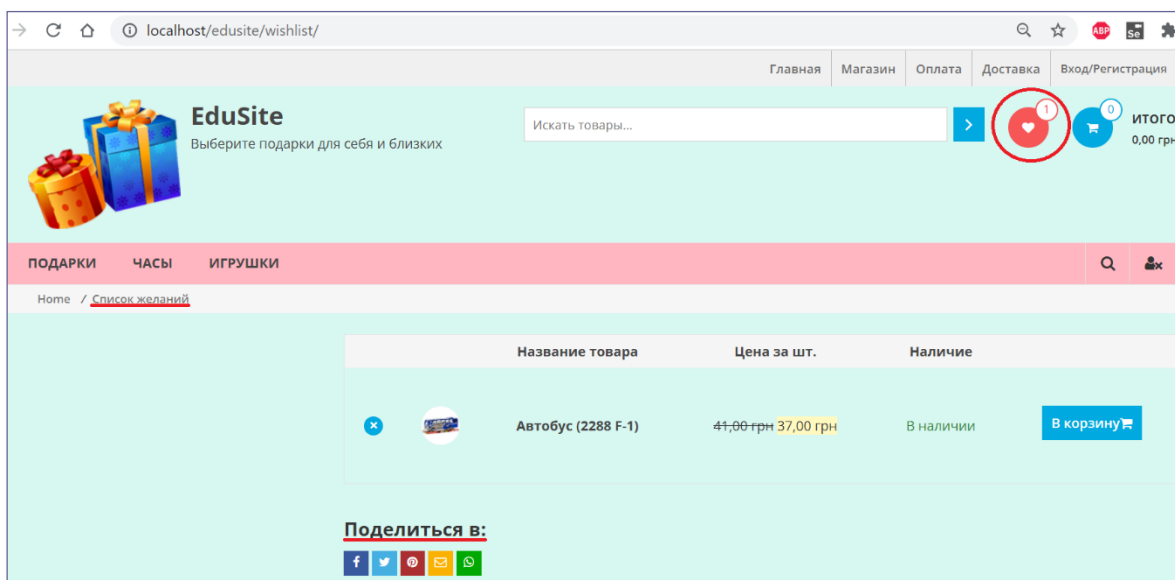 localhost/edusite/wishlist/
ABP
Se
Главная Магазин Оплата Доставка Вход/Регистрация
EduSite
Выберите подарки для себя и близких
Искать товары...
1
0
ИТОГО
0,00 грн
ПОДАРКИ ЧАСЫ ИГРУШКИ
Home / Список желаний
Название товара Цена за шт. Наличие
Автобус (2288 F-1) 41,00 грн 37,00 грн В наличии В корзину
Поделиться в: